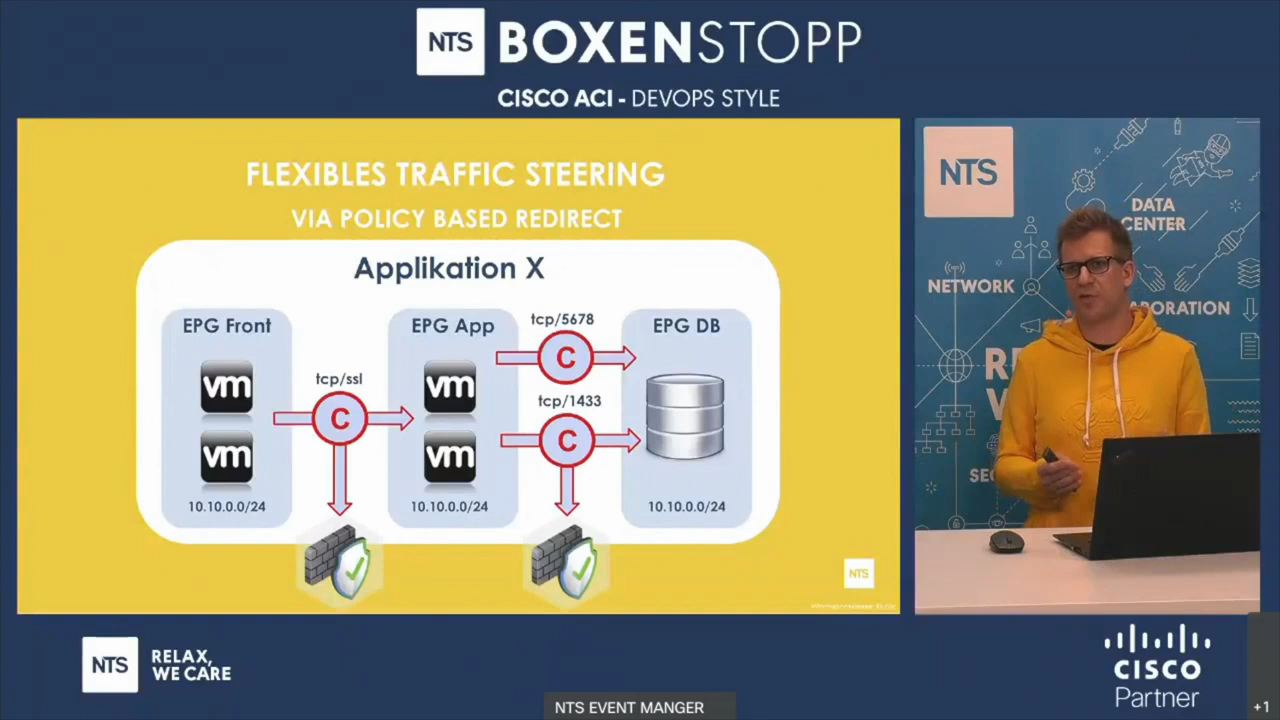 NTS BOXENSTOPP
CISCO ACI - DEVOPS STYLE
FLEXIBLES TRAFFIC STEERING
VIA POLICY BASED REDIRECT
Applikation X
EPG Front
EPG App
tcp/5678
EPG DB
vm
vm
C
tcp/ssl
C
tcp/1433
vm
vm
C
10.10.0.0/24
10.10.0.0/24
10.10.0.0/24
NTS
NTS
DATA
CENTER
NETWORK
NTS
RELAX,
WE CARE
CISCO
Partner
NTS EVENT MANGER
+1